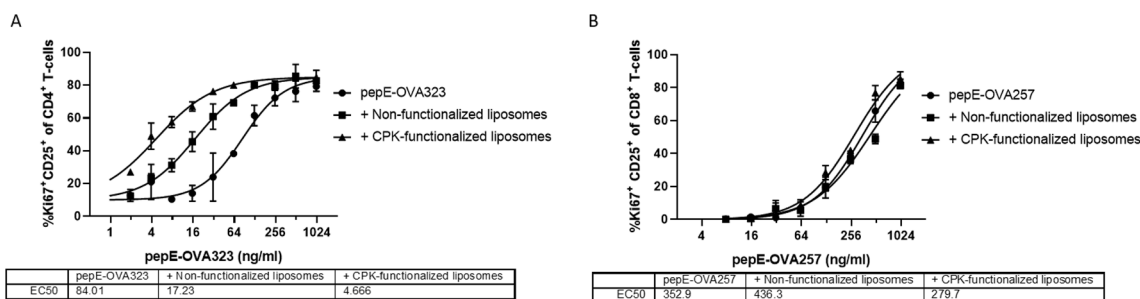 A
%Ki67+ CD25+ of CD4+ T-cells
100
80
60
40
20
0
1 4 16 64 256 1024
pepE-OVA323 (ng/ml)
pepE-OVA323
+ Non-functionalized liposomes
+ CPK-functionalized liposomes
pepE-OVA323 + Non-functionalized liposomes + CPK-functionalized liposomes
EC50 84.01 17.23 4.666
B
%Ki67+ CD25+ of CD8+ T-cells
100
80
60
40
20
0
4 16 64 256 1024
pepE-OVA257 (ng/ml)
pepE-OVA257
+ Non-functionalized liposomes
+ CPK-functionalized liposomes
pepE-OVA257 + Non-functionalized liposomes + CPK-functionalized liposomes
EC50 352.9 436.3 279.7